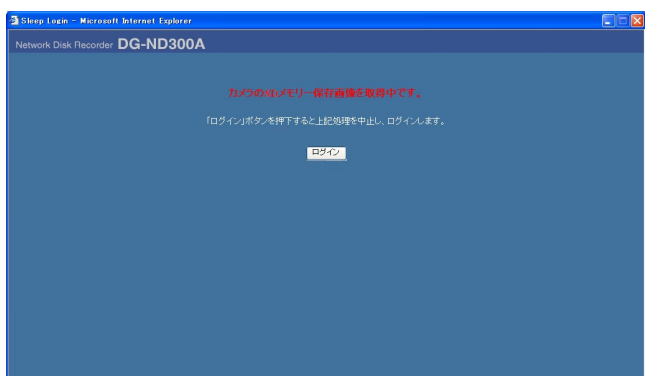 Sleep Login - Microsoft Internet Explorer
Network Disk Recorder DG-ND300A
カメラのSDメモリー保存画像を取得中です。
「ログイン」ボタンを押下すると上記処理を中止し、ログインします。
ログイン